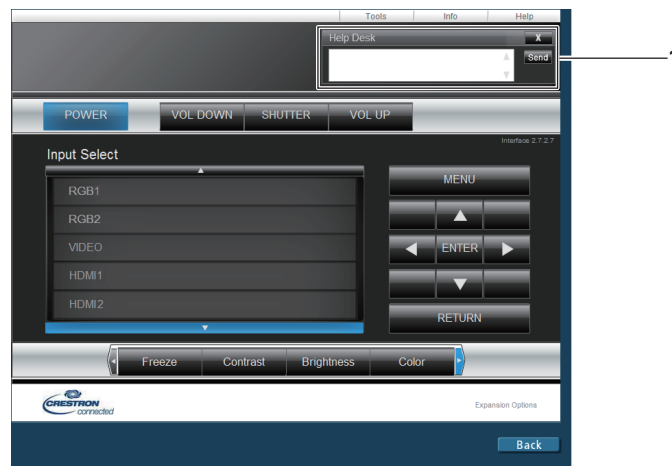 Tools Info Help
Help Desk X
Send
1
POWER VOL DOWN SHUTTER VOL UP
Interface 2.7.2.7
Input Select
RGB1
RGB2
VIDEO
HDMI1
HDMI2
MENU
ENTER
RETURN
Freeze Contrast Brightness Color
CRESTRON
connected
Expansion Options
Back